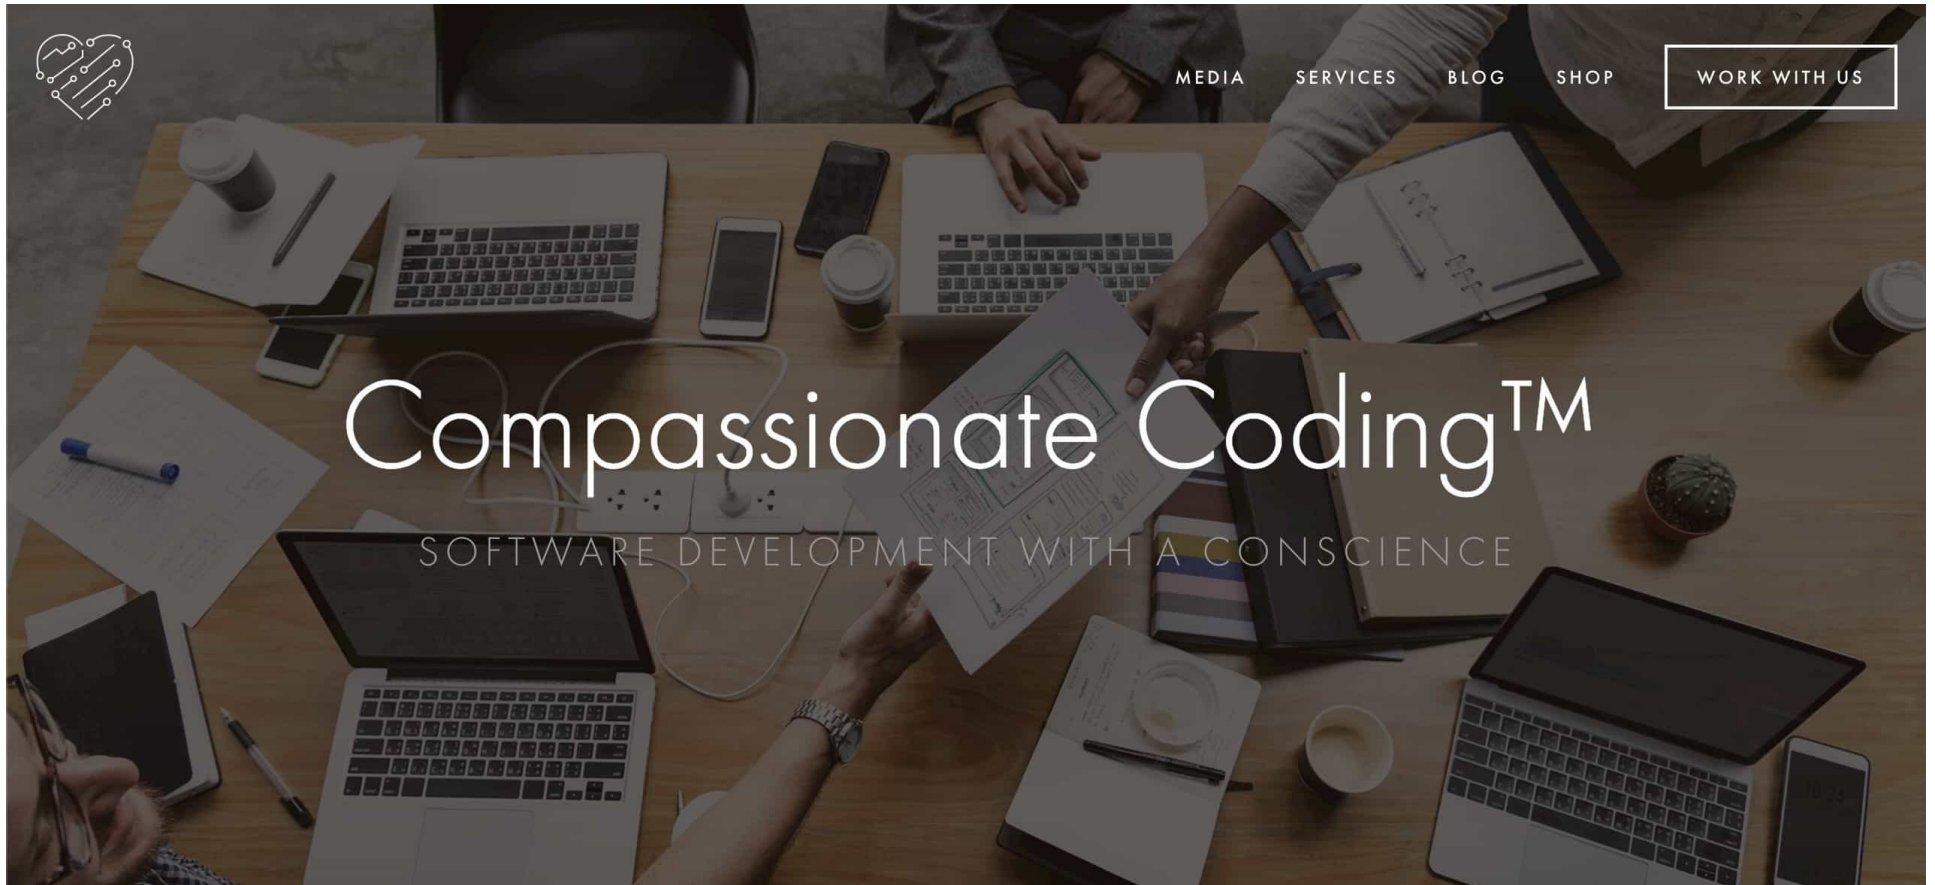 MEDIA SERVICES BLOG SHOP WORK WITH US
Compassionate Coding™
SOFTWARE DEVELOPMENT WITH A CONSCIENCE